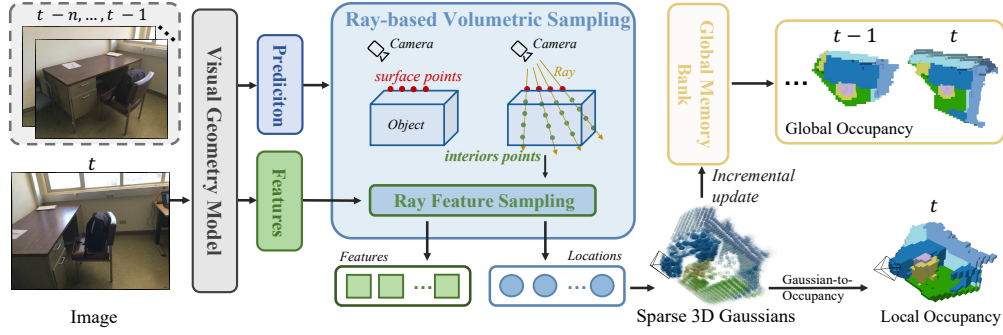 t − n, … , t − 1
t
Image
Visual Geometry Model
Prediciton
Features
Ray-based Volumetric Sampling
Camera
surface points
Object
Camera
Ray
interiors points
Ray Feature Sampling
Features
...
Locations
...
Global Memory
Bank
Incremental
update
Sparse 3D Gaussians
Gaussian-to-
Occupancy
...
t − 1
t
Global Occupancy
t
Local Occupancy